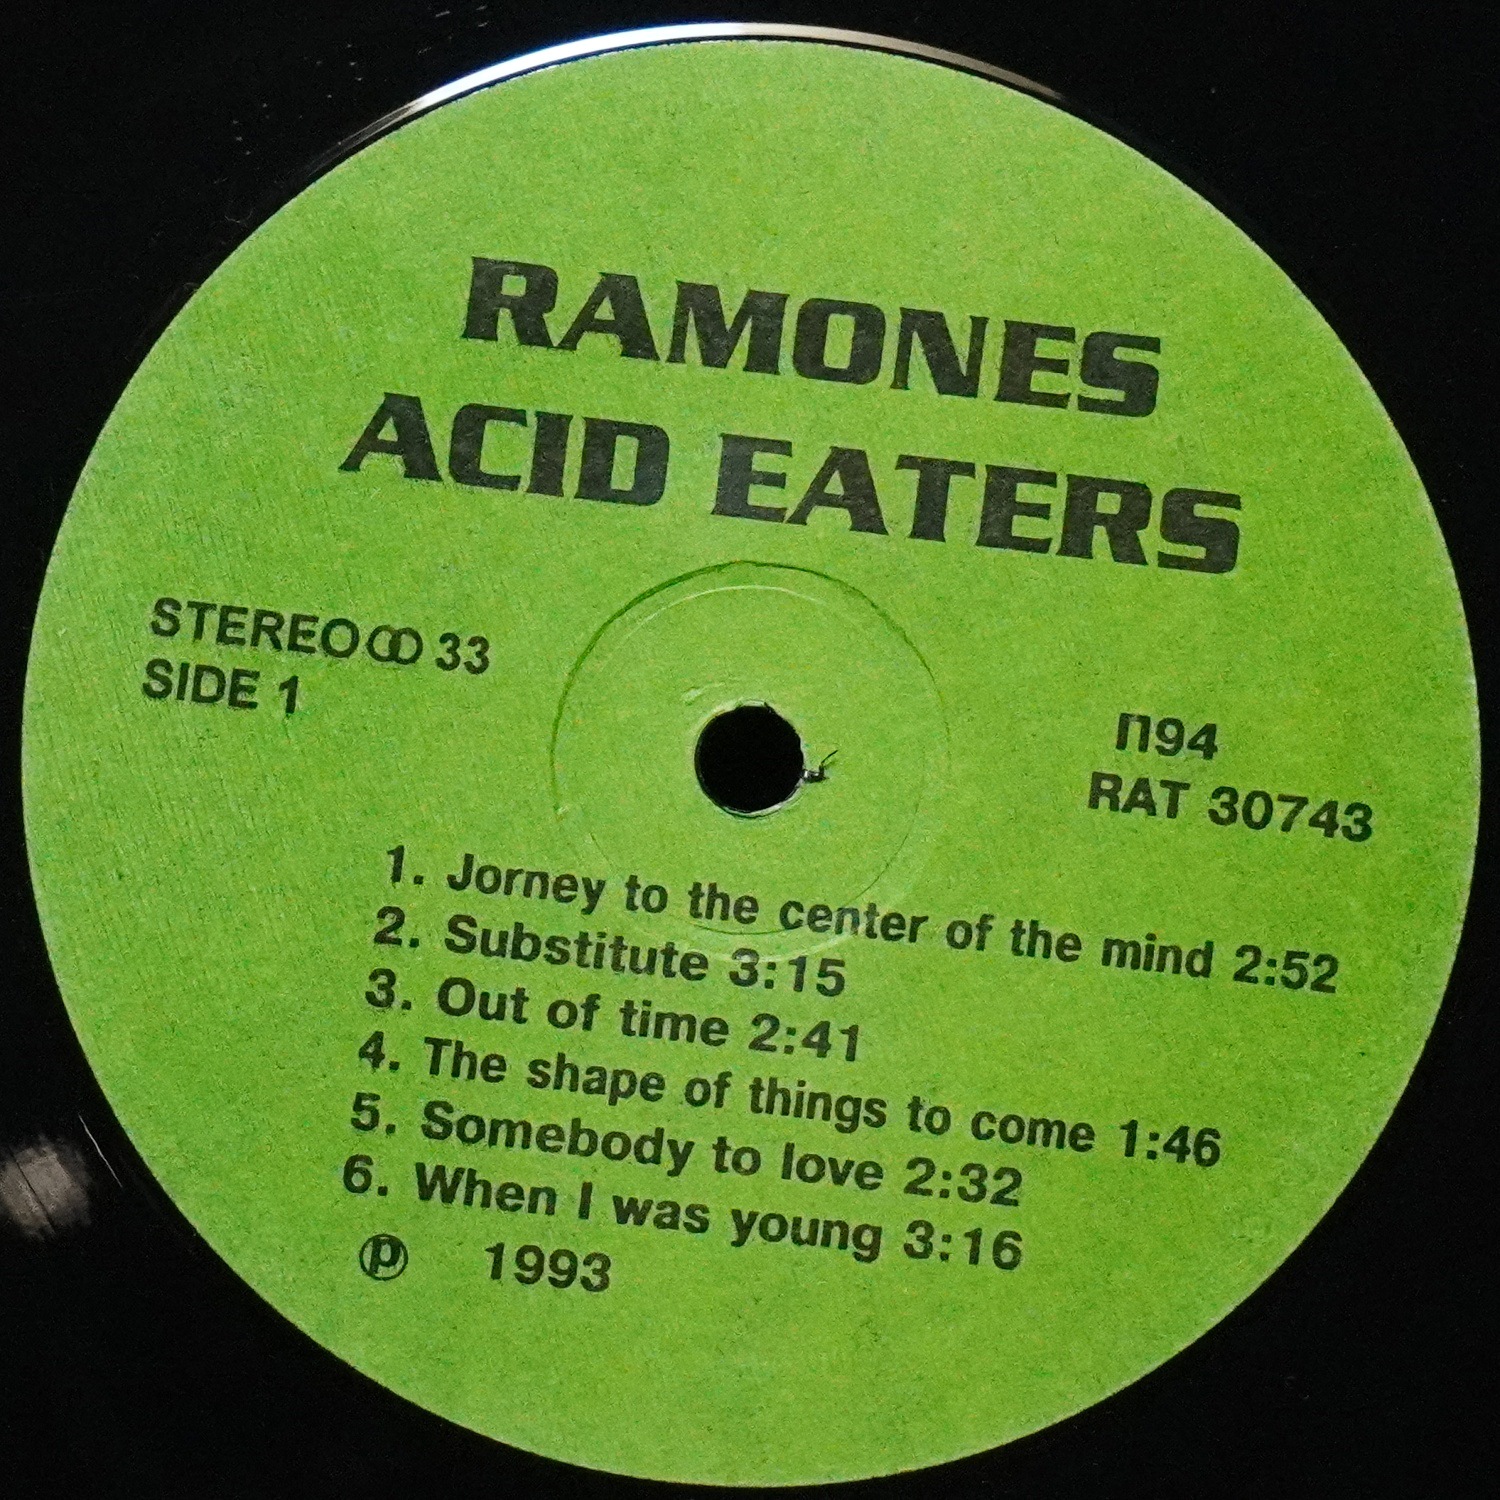 RAMONES
ACID EATERS
STEREO 33
SIDE 1
П94
RAT 30743
1. Jorney to the center of the mind 2:52
2. Substitute 3:15
3. Out of time 2:41
4. The shape of things to come 1:46
5. Somebody to love 2:32
6. When I was young 3:16
℗ 1993